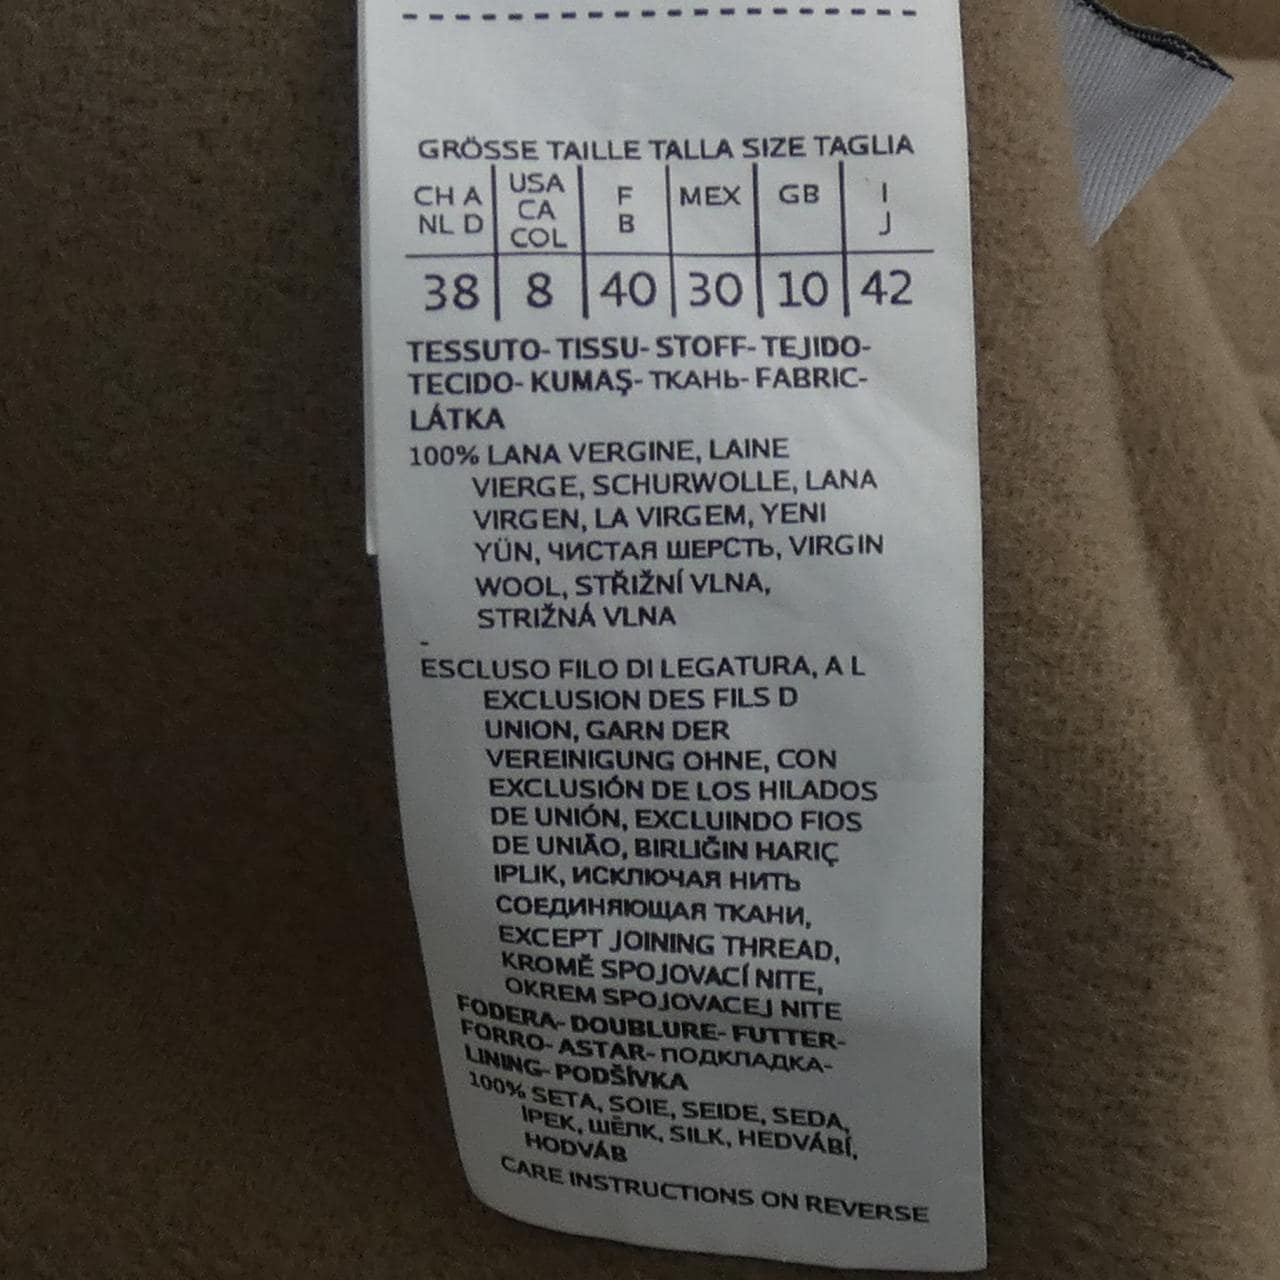 GRÖSSE TAILLE TALLA SIZE TAGLIA
CH A USA F MEX GB I
NL D CA B J
COL
38 8 40 30 10 42
TESSUTO- TISSU- STOFF- TEJIDO-
TECIDO- KUMAŞ- ТКАНЬ- FABRIC-
LÁTKA
100% LANA VERGINE, LAINE
VIERGE, SCHURWOLLE, LANA
VIRGEN, LA VIRGEM, YENI
YÜN, ЧИСТАЯ ШЕРСТЬ, VIRGIN
WOOL, STŘIŽNÍ VLNA,
STRIŽNÁ VLNA
-
ESCLUSO FILO DI LEGATURA, A L
EXCLUSION DES FILS D
UNION, GARN DER
VEREINIGUNG OHNE, CON
EXCLUSIÓN DE LOS HILADOS
DE UNIÓN, EXCLUINDO FIOS
DE UNIÃO, BIRLIĞIN HARIÇ
IPLIK, ИСКЛЮЧАЯ НИТЬ
СОЕДИНЯЮЩАЯ ТКАНИ,
EXCEPT JOINING THREAD,
KROMĚ SPOJOVACÍ NITE,
OKREM SPOJOVACEJ NITE
FODERA- DOUBLURE- FUTTER-
FORRO- ASTAR- ПОДКЛАДКА-
LINING- PODŠÍVKA
100% SETA, SOIE, SEIDE, SEDA,
IPEK, ШЁЛК, SILK, HEDVÁBÍ,
HODVÁB
CARE INSTRUCTIONS ON REVERSE